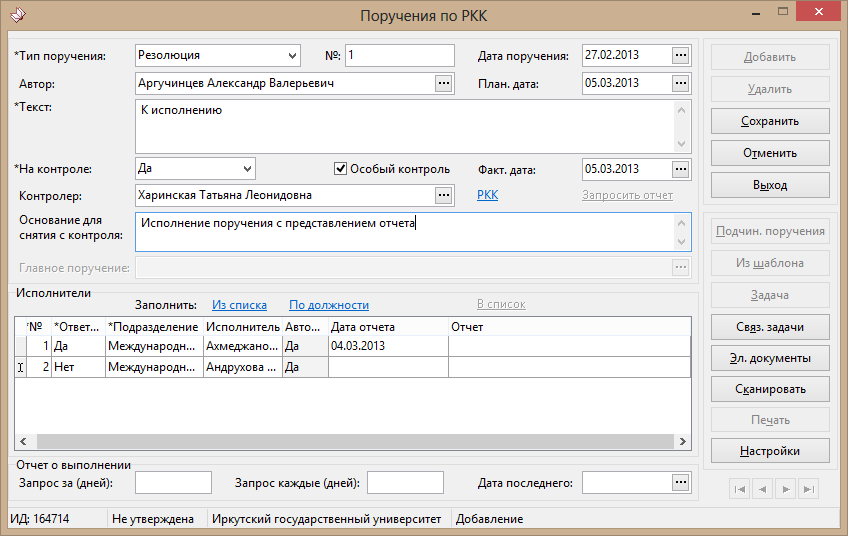 Поручения по РКК
*Тип поручения: Резолюция №: 1 Дата поручения: 27.02.2013 ...
Автор: Аргучинцев Александр Валерьевич ... План. дата: 05.03.2013 ...
*Текст: К исполнению
*На контроле: Да Особый контроль Факт. дата: 05.03.2013 ...
Контролер: Харинская Татьяна Леонидовна ... РКК Запросить отчет
Основание для снятия с контроля: Исполнение поручения с представлением отчета
Главное поручение: ...
Исполнители
Заполнить: Из списка По должности В список
*№ *Ответ... *Подразделение Исполнитель Авто... Дата отчета Отчет
1 Да Международн... Ахмеджано... Да 04.03.2013
2 Нет Международн... Андрухова ... Да
Отчет о выполнении
Запрос за (дней): Запрос каждые (дней): Дата последнего: ...
Добавить
Удалить
Сохранить
Отменить
Выход
Подчин. поручения
Из шаблона
Задача
Связ. задачи
Эл. документы
Сканировать
Печать
Настройки
ИД: 164714 Не утверждена Иркутский государственный университет Добавление